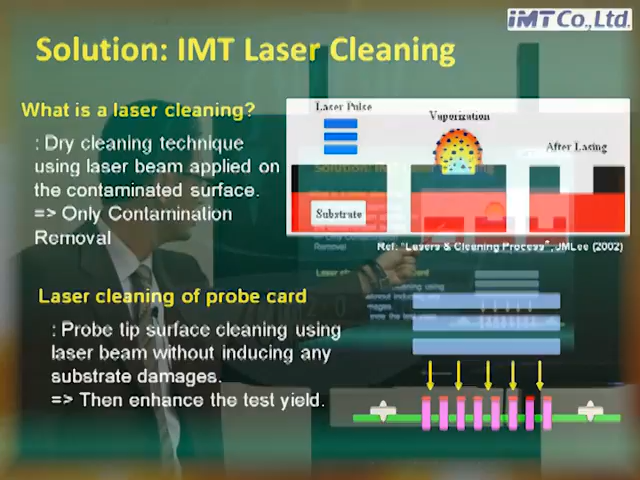 iMT Co., Ltd.
Solution: IMT Laser Cleaning
What is a laser cleaning?
: Dry cleaning technique
using laser beam applied on
the contaminated surface.
=> Only Contamination
Removal
Laser Pulse
Vaporization
After Lasing
Substrate
Ref: "Lasers & Cleaning Process", JMLee (2002)
Laser cleaning of probe card
: Probe tip surface cleaning using
laser beam without inducing any
substrate damages.
=> Then enhance the test yield.